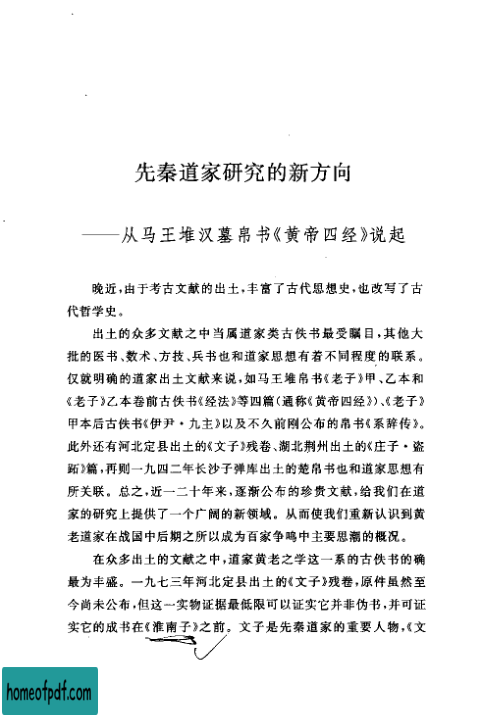 先秦道家研究的新方向
——从马王堆汉墓帛书《黄帝四经》说起
晚近,由于考古文献的出土,丰富了古代思想史,也改写了古
代哲学史。
出土的众多文献之中当属道家类古佚书最受瞩目,其他大
批的医书、数术、方技、兵书也和道家思想有着不同程度的联系。
仅就明确的道家出土文献来说,如马王堆帛书《老子》甲、乙本和
《老子》乙本卷前古佚书《经法》等四篇(通称《黄帝四经》)、《老子》
甲本后古佚书《伊尹·九主》以及不久前刚公布的帛书《系辞传》。
此外还有河北定县出土的《文子》残卷、湖北荆州出土的《庄子·盗
跖》篇,再则一九四二年长沙子弹库出土的楚帛书也和道家思想有
所关联。总之,近一二十年来,逐渐公布的珍贵文献,给我们在道
家的研究上提供了一个广阔的新领域。从而使我们重新认识到黄
老道家在战国中后期之所以成为百家争鸣中主要思潮的概况。
在众多出土的文献之中,道家黄老之学这一系的古佚书的确
最为丰盛。一九七三年河北定县出土的《文子》残卷,原件虽然至
今尚未公布,但这一实物证据最低限可以证实它并非伪书,并可证
实它的成书在《淮南子》之前。文子是先秦道家的重要人物,《文
homeofpdf.com